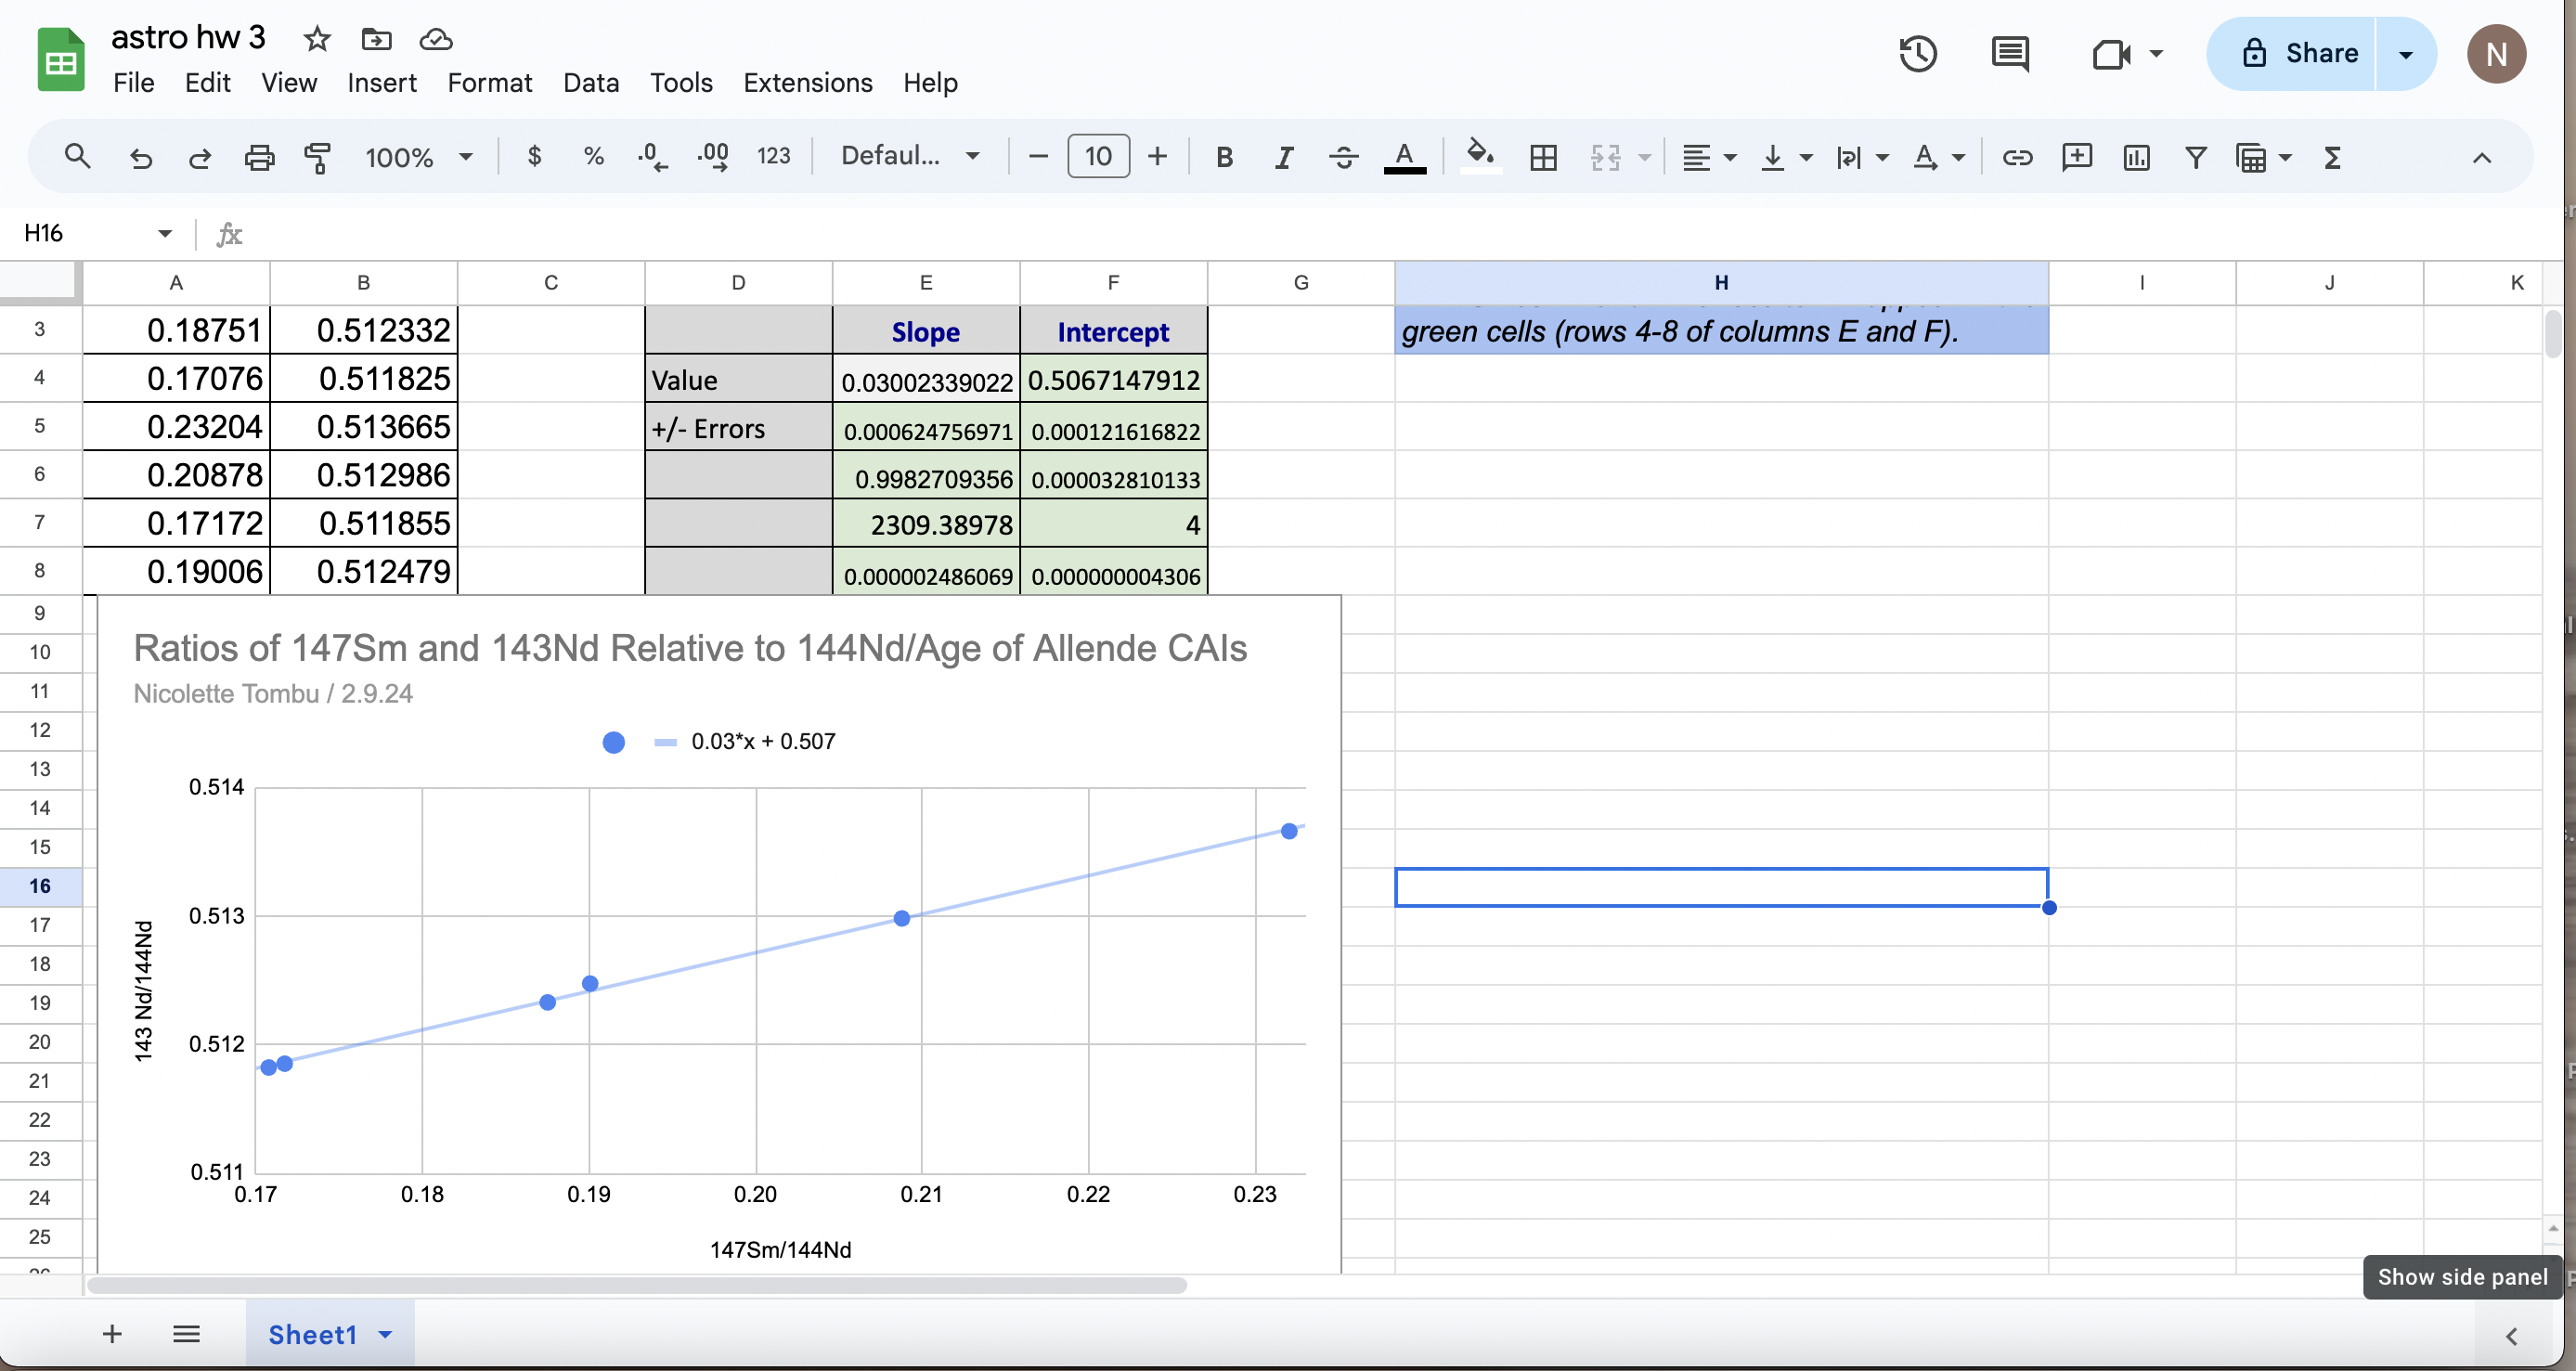 astro hw 3
File Edit View Insert Format Data Tools Extensions Help
Share
N
100% $ % .0 .00 123 Defaul... 10 B I A
H16 fx
A B C D E F G H I J K
3 0.18751 0.512332 Slope Intercept green cells (rows 4-8 of columns E and F).
4 0.17076 0.511825 Value 0.03002339022 0.5067147912
5 0.23204 0.513665 +/- Errors 0.000624756971 0.000121616822
6 0.20878 0.512986 0.9982709356 0.000032810133
7 0.17172 0.511855 2309.38978 4
8 0.19006 0.512479 0.000002486069 0.000000004306
9
10
11
12
13
14
15
16
17
18
19
20
21
22
23
24
25
Ratios of 147Sm and 143Nd Relative to 144Nd/Age of Allende CAIs
Nicolette Tombu / 2.9.24
0.03*x + 0.507
0.514
0.513
0.512
0.511
143 Nd/144Nd
0.17 0.18 0.19 0.20 0.21 0.22 0.23
147Sm/144Nd
Show side panel
Sheet1